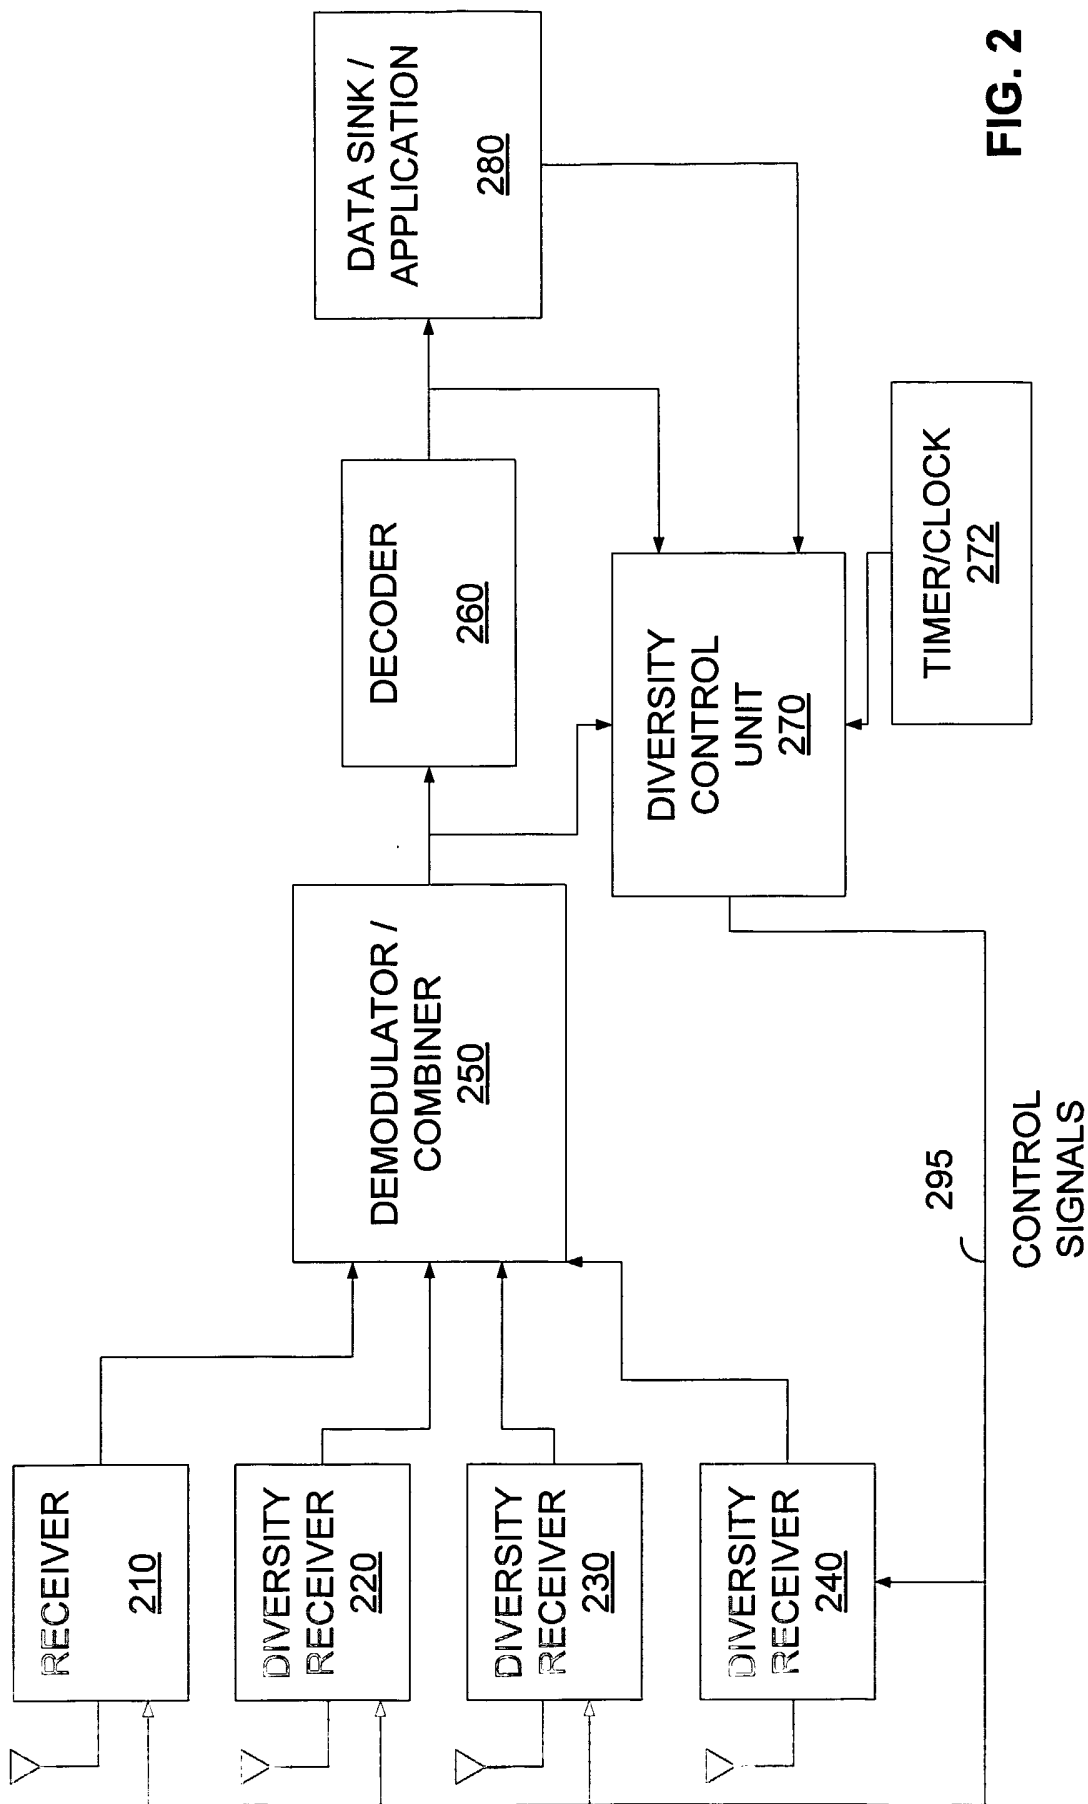 RECEIVER
210
DIVERSITY
RECEIVER
220
DIVERSITY
RECEIVER
230
DIVERSITY
RECEIVER
240
DEMODULATOR /
COMBINER
250
DECODER
260
DATA SINK /
APPLICATION
280
DIVERSITY
CONTROL
UNIT
270
TIMER/CLOCK
272
295
CONTROL
SIGNALS
FIG. 2